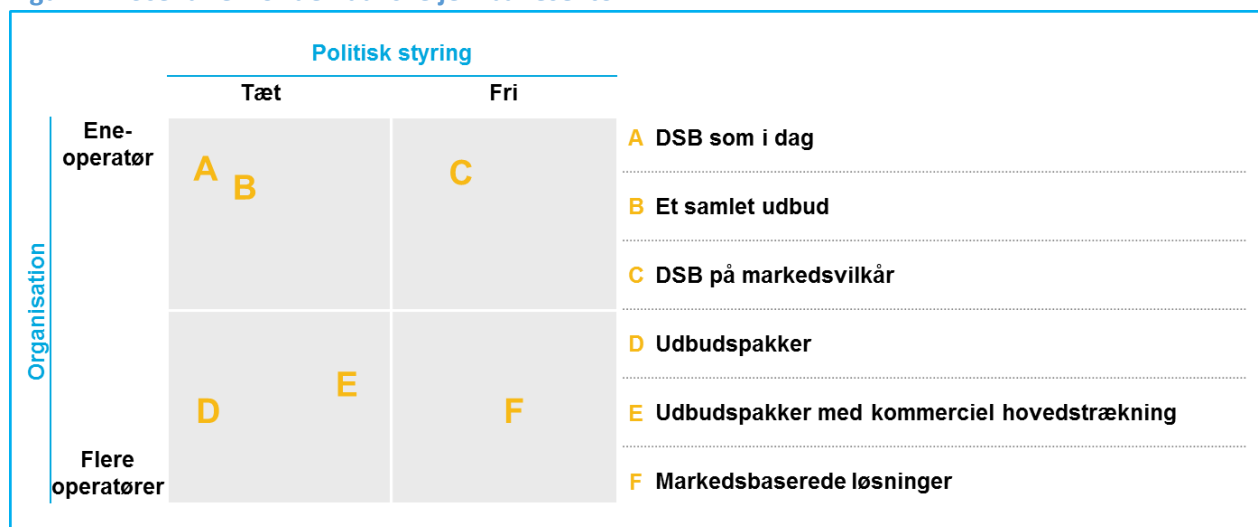 Politisk styring
Tæt
Fri
Organisation
Ene-
operatør
Flere
operatører
A
B
C
D
E
F
A DSB som i dag
B Et samlet udbud
C DSB på markedsvilkår
D Udbudspakker
E Udbudspakker med kommerciel hovedstrækning
F Markedsbaserede løsninger